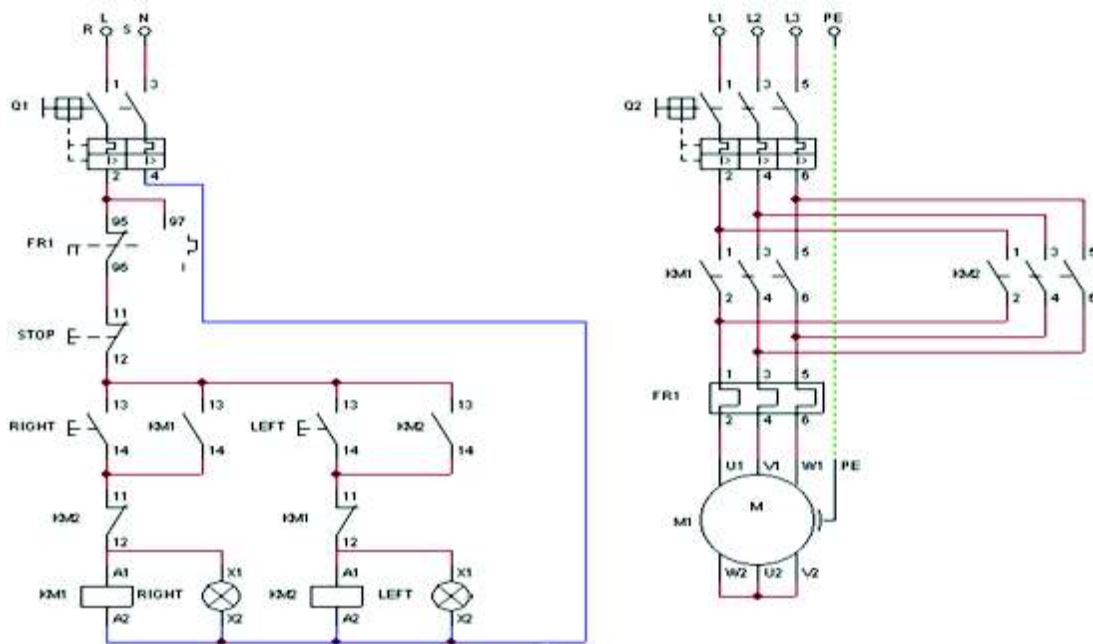 L N
R S
1 3
Q1
I> I>
2 4
95 97
FR1
96
11
STOP
12
13 13 13 13
RIGHT KM1 LEFT KM2
14 14 14 14
11 11
KM2 KM1
12 12
A1 X1 A1 X1
KM1 RIGHT KM2 LEFT
A2 X2 A2 X2
L1 L2 L3 PE
1 3 5
Q2
I> I> I>
2 4 6
1 3 5 1 3 5
KM1 KM2
2 4 6 2 4 6
1 3 5
FR1
2 4 6
U1 V1 W1 PE
M
M1
W2 U2 V2